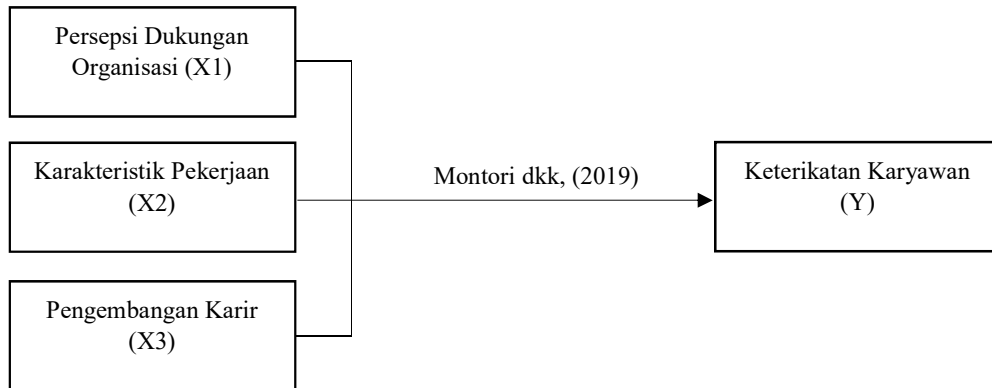 Persepsi Dukungan
Organisasi (X1)
Karakteristik Pekerjaan
(X2)
Montori dkk, (2019)
Keterikatan Karyawan
(Y)
Pengembangan Karir
(X3)